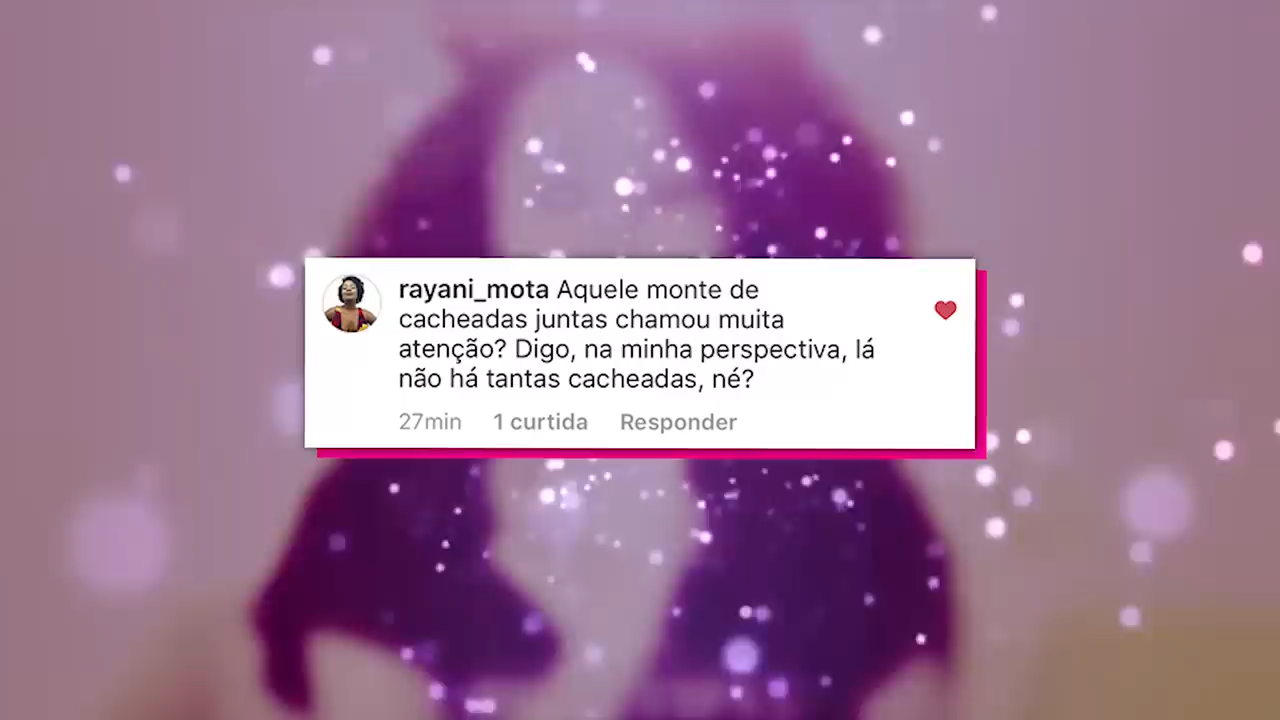 rayani_mota Aquele monte de
cacheadas juntas chamou muita
atenção? Digo, na minha perspectiva, lá
não há tantas cacheadas, né?
27min 1 curtida Responder